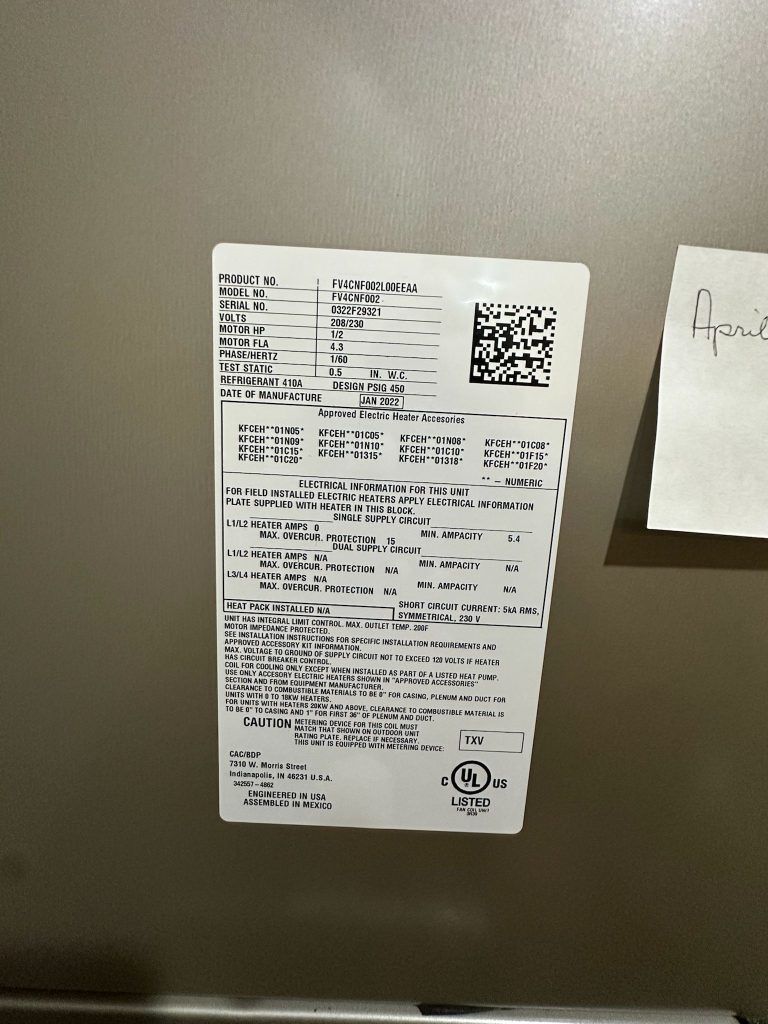 PRODUCT NO. FV4CNF002L00EEAA
MODEL NO. FV4CNF002
SERIAL NO. 0322F29321
VOLTS 208/230
MOTOR HP 1/2
MOTOR FLA 4.3
PHASE/HERTZ 1/60
TEST STATIC 0.5 IN. W.C.
REFRIGERANT 410A DESIGN PSIG 450
DATE OF MANUFACTURE JAN 2022
Approved Electric Heater Accesories
KFCEH**01N05* KFCEH**01C05* KFCEH**01N08* KFCEH**01C08*
KFCEH**01N09* KFCEH**01N10* KFCEH**01C10* KFCEH**01F15*
KFCEH**01C15* KFCEH**01315* KFCEH**01318* KFCEH**01F20*
KFCEH**01C20*
** – NUMERIC
ELECTRICAL INFORMATION FOR THIS UNIT
FOR FIELD INSTALLED ELECTRIC HEATERS APPLY ELECTRICAL INFORMATION
PLATE SUPPLIED WITH HEATER IN THIS BLOCK.
SINGLE SUPPLY CIRCUIT
L1/L2 HEATER AMPS 0 MIN. AMPACITY 5.4
MAX. OVERCUR. PROTECTION 15
DUAL SUPPLY CIRCUIT
L1/L2 HEATER AMPS N/A MIN. AMPACITY N/A
MAX. OVERCUR. PROTECTION N/A
L3/L4 HEATER AMPS N/A MIN. AMPACITY N/A
MAX. OVERCUR. PROTECTION N/A
HEAT PACK INSTALLED N/A SHORT CIRCUIT CURRENT: 5kA RMS,
SYMMETRICAL, 230 V
UNIT HAS INTEGRAL LIMIT CONTROL. MAX. OUTLET TEMP. 200F
MOTOR IMPEDANCE PROTECTED.
SEE INSTALLATION INSTRUCTIONS FOR SPECIFIC INSTALLATION REQUIREMENTS AND
APPROVED ACCESSORY KIT INFORMATION.
MAX. VOLTAGE TO GROUND OF SUPPLY CIRCUIT NOT TO EXCEED 120 VOLTS IF HEATER
HAS CIRCUIT BREAKER CONTROL.
COIL FOR COOLING ONLY EXCEPT WHEN INSTALLED AS PART OF A LISTED HEAT PUMP.
USE ONLY ACCESORY ELECTRIC HEATERS SHOWN IN "APPROVED ACCESSORIES"
SECTION AND FROM EQUIPMENT MANUFACTURER.
CLEARANCE TO COMBUSTIBLE MATERIALS TO BE 0" FOR CASING, PLENUM AND DUCT FOR
UNITS WITH 0 TO 18KW HEATERS.
FOR UNITS WITH HEATERS 20KW AND ABOVE, CLEARANCE TO COMBUSTIBLE MATERIAL IS
TO BE 0" TO CASING AND 1" FOR FIRST 36" OF PLENUM AND DUCT.
CAUTION METERING DEVICE FOR THIS COIL MUST
MATCH THAT SHOWN ON OUTDOOR UNIT
RATING PLATE. REPLACE IF NECESSARY.
THIS UNIT IS EQUIPPED WITH METERING DEVICE: TXV
CAC/BDP
7310 W. Morris Street
Indianapolis, IN 46231 U.S.A.
342557-4862
ENGINEERED IN USA
ASSEMBLED IN MEXICO
C UL US
LISTED
FAN COIL UNIT
April